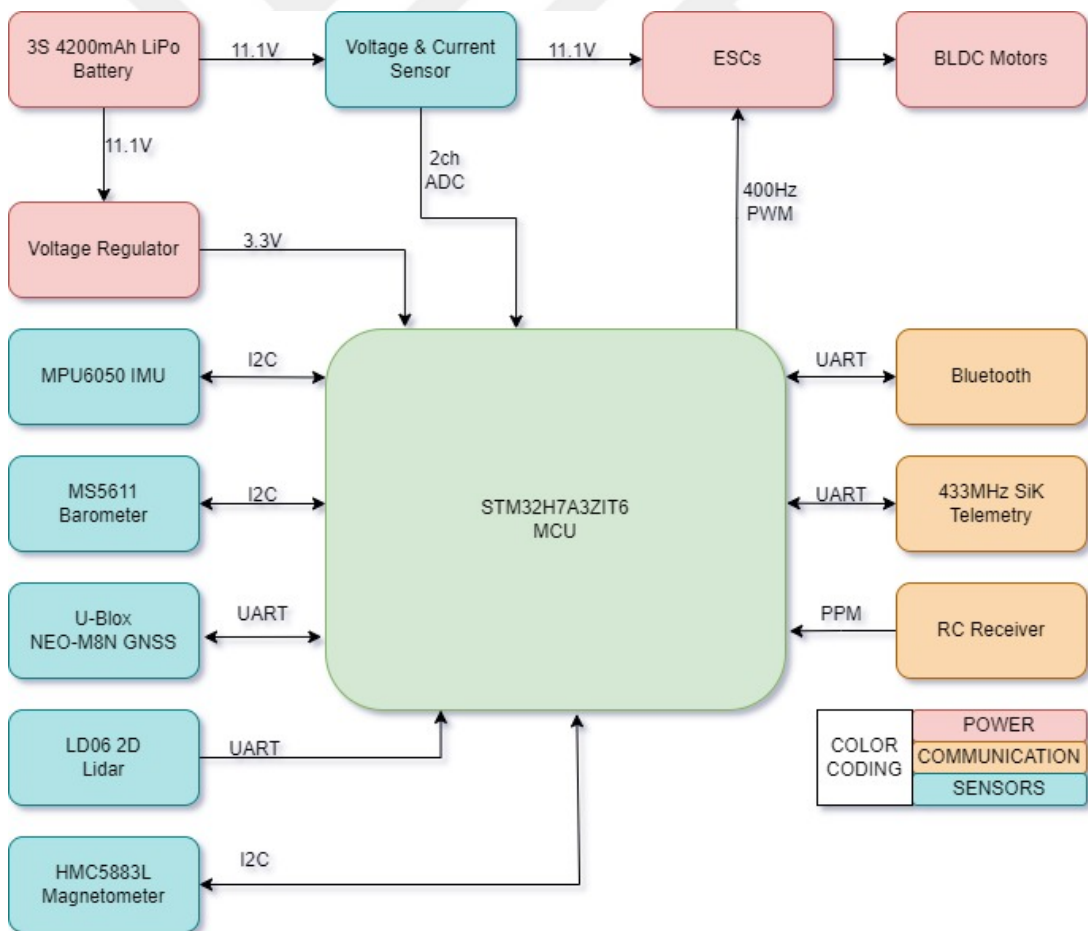 3S 4200mAh LiPo
Battery
11.1V
Voltage & Current
Sensor
11.1V
ESCs
BLDC Motors
11.1V
2ch
ADC
400Hz
PWM
Voltage Regulator
3.3V
MPU6050 IMU
I2C
UART
Bluetooth
MS5611
Barometer
I2C
STM32H7A3ZIT6
MCU
UART
433MHz SiK
Telemetry
U-Blox
NEO-M8N GNSS
UART
PPM
RC Receiver
LD06 2D
Lidar
UART
COLOR
CODING
POWER
COMMUNICATION
SENSORS
HMC5883L
Magnetometer
I2C